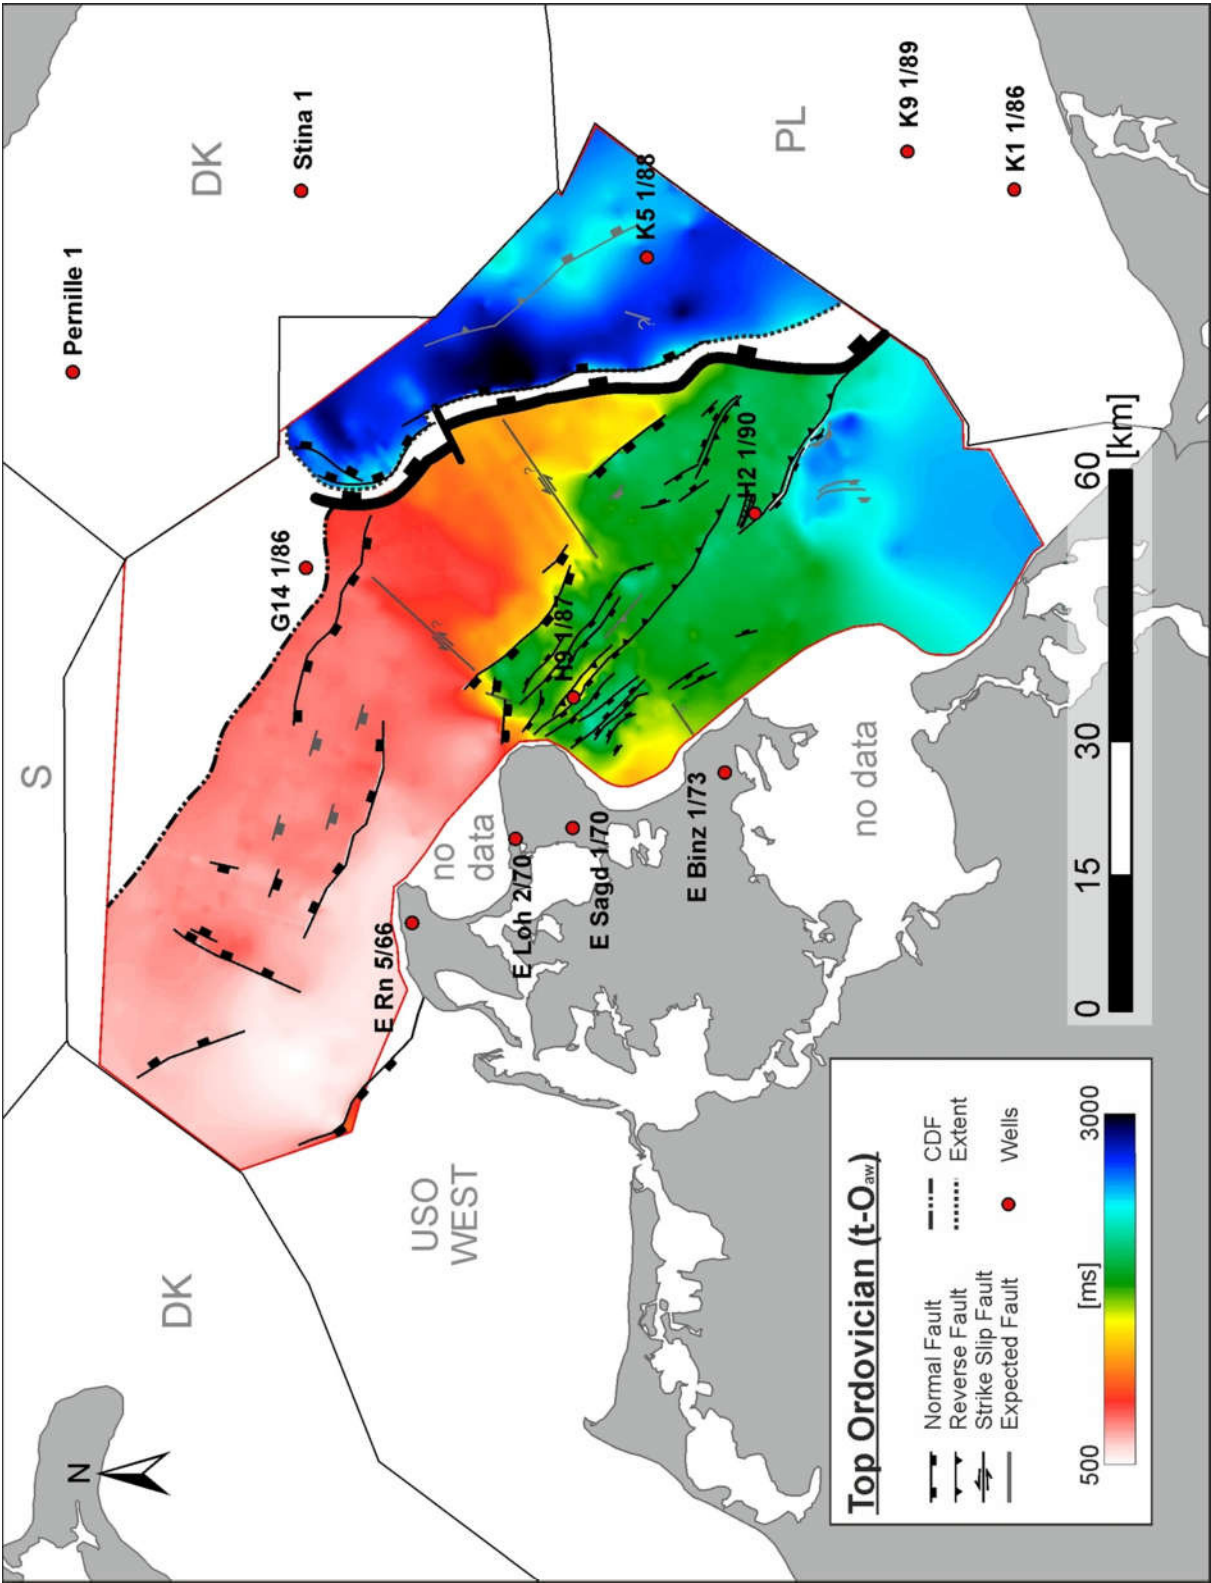 S
DK
DK
Pernille 1
Stina 1
G14 1/86
N
E Rn 5/66
no
data
USO
WEST
E Loh 2/70
E Sagd 1/70
H9 1/87
K5 1/88
E Binz 1/73
H2 1/90
PL
K9 1/89
K1 1/86
no data
Top Ordovician (t-Oaw)
Normal Fault
Reverse Fault
Strike Slip Fault
Expected Fault
CDF
Extent
Wells
[ms]
500
3000
0
15
30
60
[km]